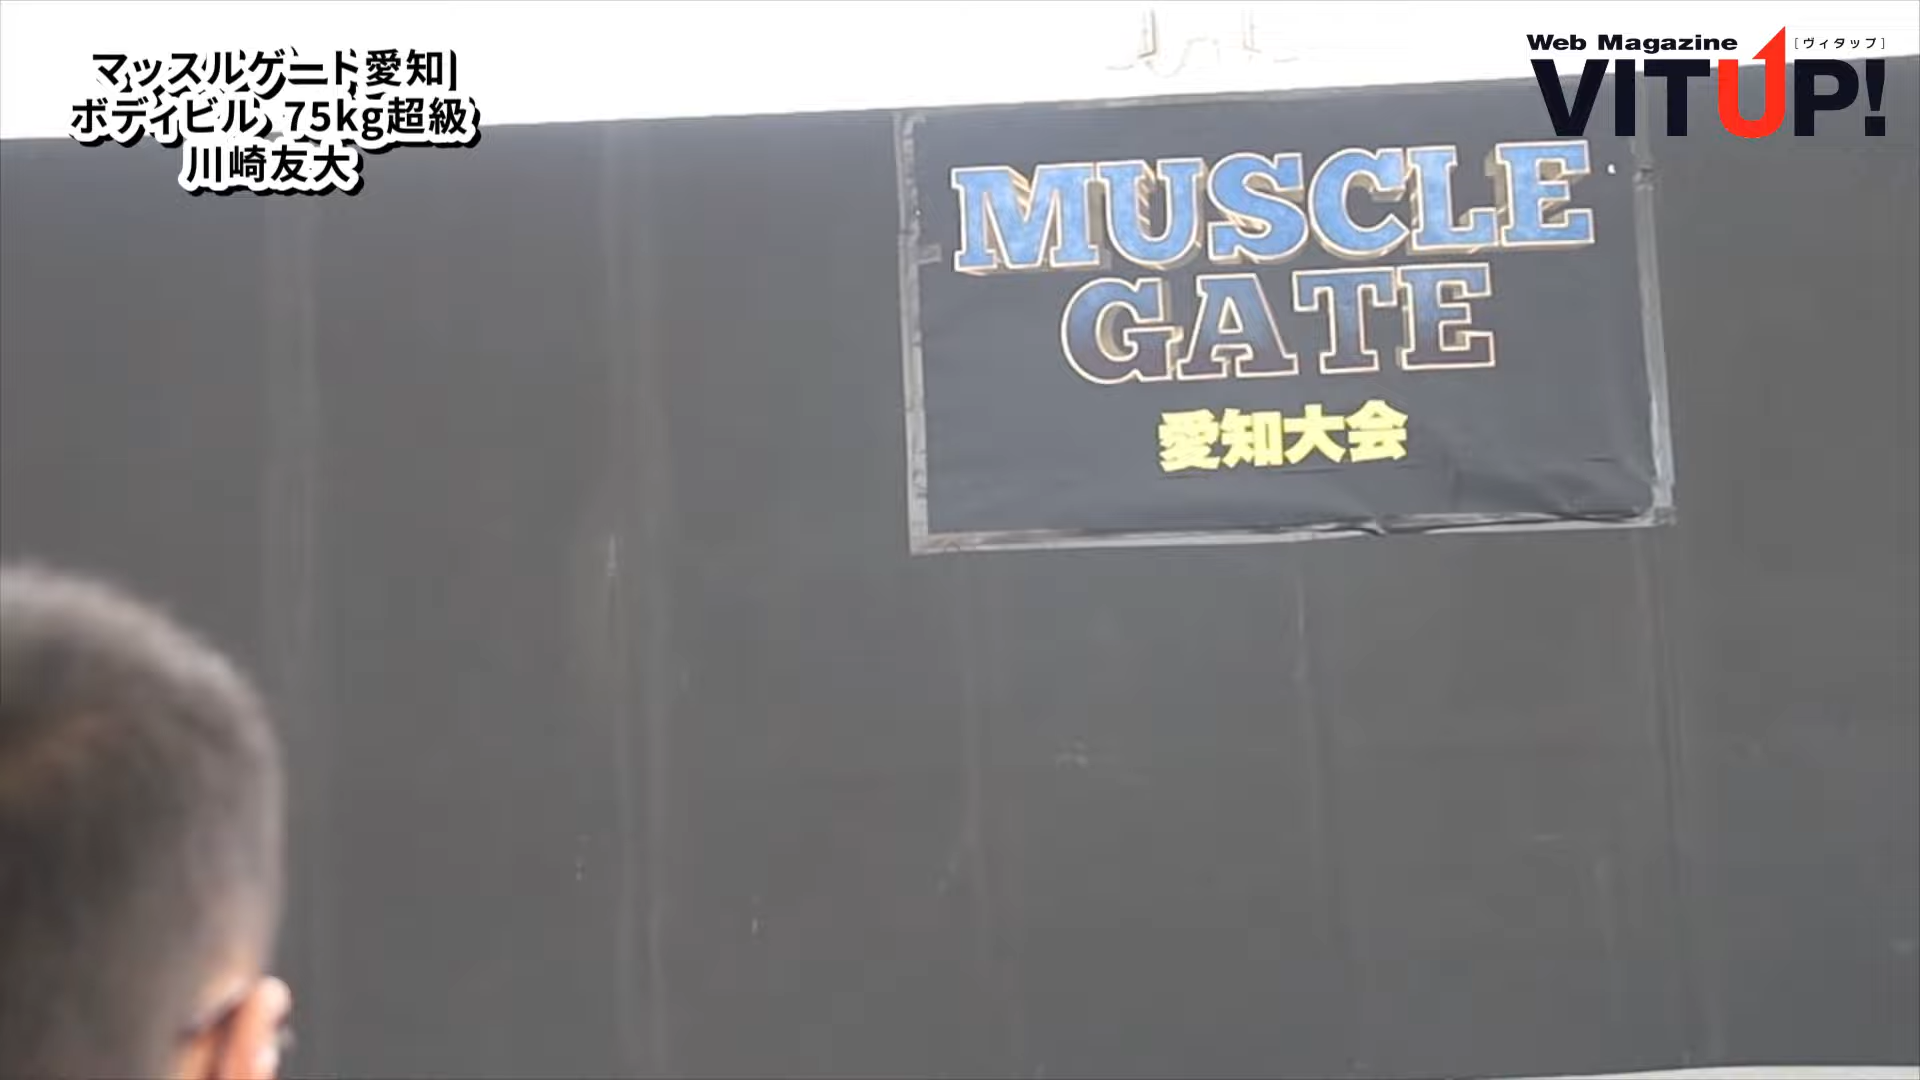 マッスルゲート愛知
ボディビル 75kg超級
川崎友大
Web Magazine
[ヴィタップ]
VITUP!
MUSCLE
GATE
愛知大会